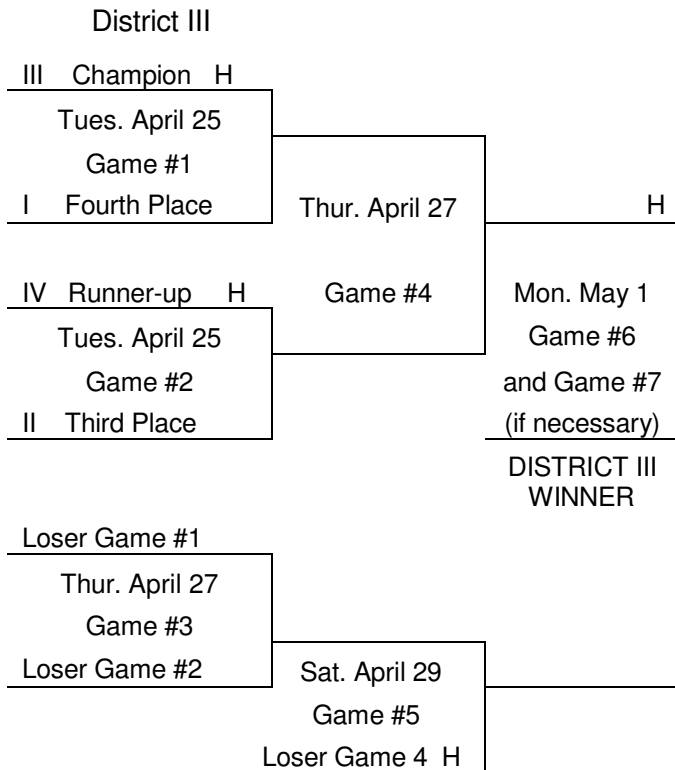 District III
III Champion H
Tues. April 25
Game #1
I Fourth Place
Thur. April 27
H
IV Runner-up H
Game #4
Mon. May 1
Tues. April 25
Game #6
Game #2
and Game #7
II Third Place
(if necessary)
DISTRICT III
WINNER
Loser Game #1
Thur. April 27
Game #3
Loser Game #2
Sat. April 29
Game #5
Loser Game 4 H